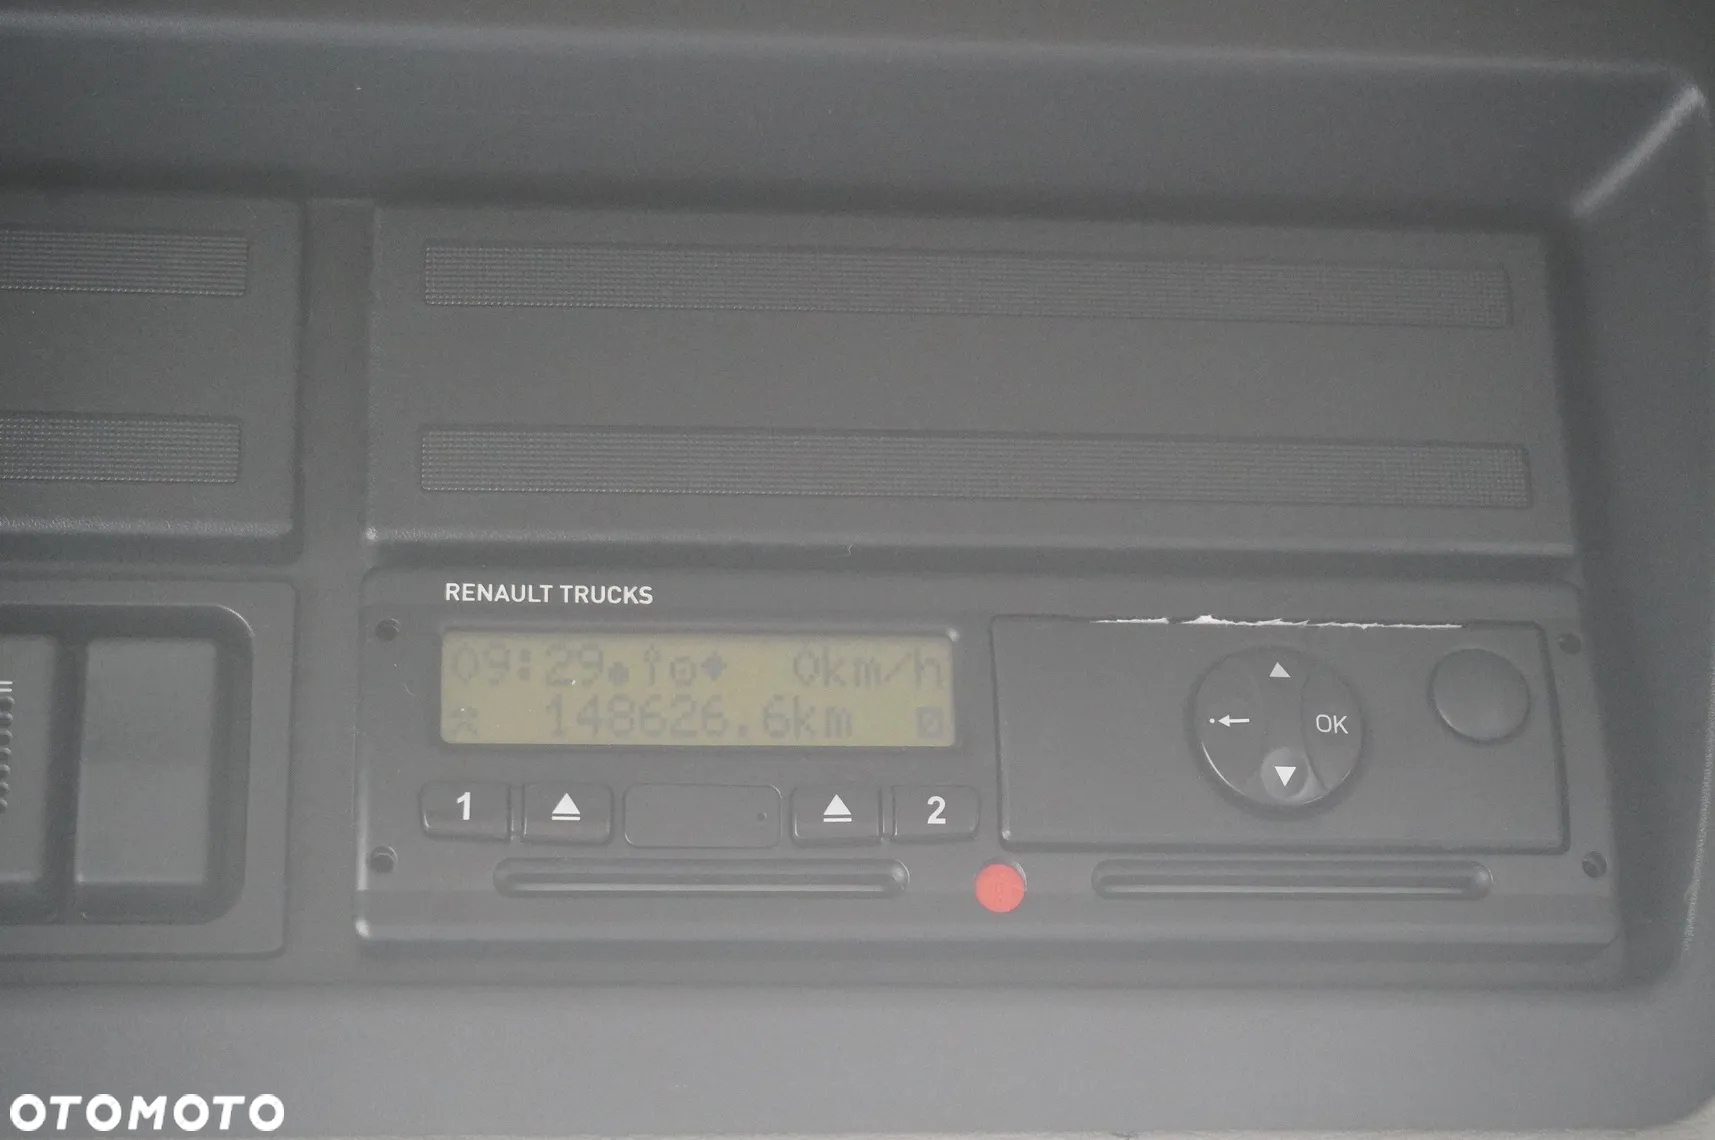 RENAULT TRUCKS
09:29 0km/h
148626.6km
1 2
OK
OTOMOTO